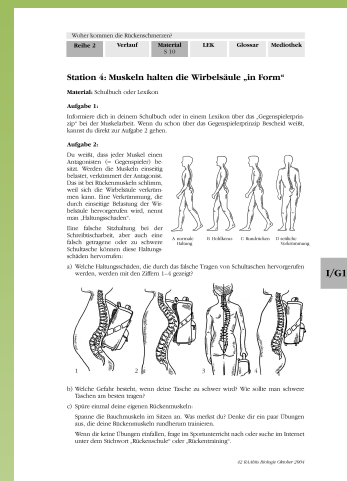 Woher kommen die Rückenschmerzen?
Reihe 2 Verlauf Material S 10 LEK Glossar Mediothek
Station 4: Muskeln halten die Wirbelsäule „in Form“
Material: Schulbuch oder Lexikon
Aufgabe 1:
Informiere dich in deinem Schulbuch oder in einem Lexikon über das „Gegenspielerprin-
zip“ bei der Muskelarbeit. Wenn du schon über das Gegenspielerprinzip Bescheid weißt,
kannst du direkt zur Aufgabe 2 gehen.
Aufgabe 2:
Du weißt, dass jeder Muskel einen
Antagonisten (= Gegenspieler) be-
sitzt. Werden die Muskeln einseitig
belastet, verkümmert der Antagonist.
Das ist bei Rückenmuskeln schlimm,
weil sich die Wirbelsäule verkrüm-
men kann. Eine Verkrümmung, die
durch einseitige Belastung der Wir-
belsäule hervorgerufen wird, nennt
man „Haltungsschäden“.
Eine falsche Sitzhaltung bei der
Schreibtischarbeit, aber auch eine
falsch getragene oder zu schwere
Schultasche können diese Haltungs-
schäden hervorrufen:
A normale Haltung
B Hohlkreuz
C Rundrücken
D seitliche Verkrümmung
a) Welche Haltungsschäden, die durch das falsche Tragen von Schultaschen hervorgerufen
werden, werden mit den Ziffern 1–4 gezeigt?
1 2 3 4
b) Welche Gefahr besteht, wenn deine Tasche zu schwer wird? Wie sollte man schwere
Taschen am besten tragen?
c) Spüre einmal deine eigenen Rückenmuskeln:
Spanne die Bauchmuskeln im Sitzen an. Was merkst du? Denke dir ein paar Übungen
aus, die deine Rückenmuskeln rundherum trainieren.
Wenn dir keine Übungen einfallen, frage im Sportunterricht nach oder suche im Internet
unter dem Stichwort „Rückenschule“ oder „Rückentraining“.
I/G1
42 RAAbits Biologie Oktober 2004